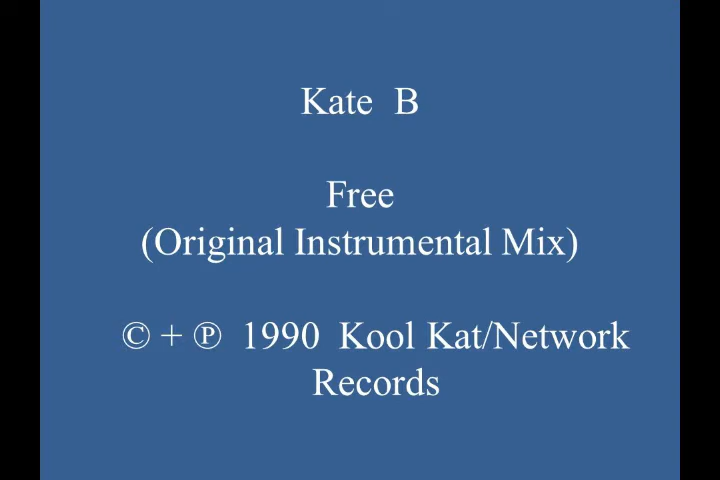 Kate  B
Free
(Original Instrumental Mix)
© + ℗  1990  Kool Kat/Network
Records